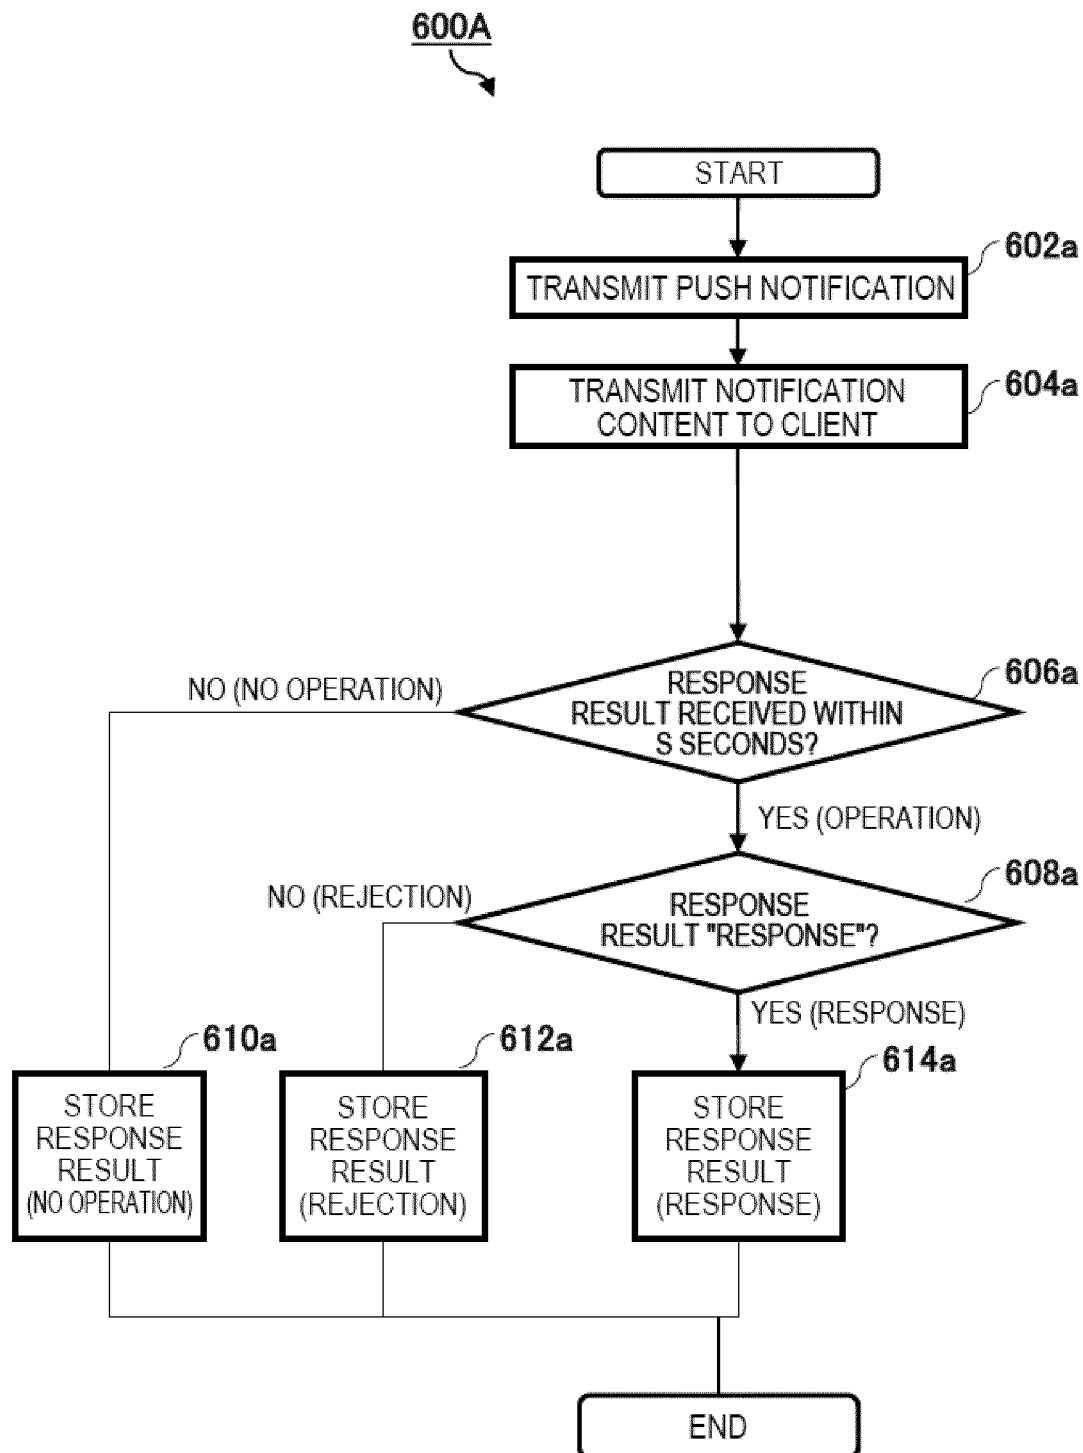 600A
START
602a
TRANSMIT PUSH NOTIFICATION
604a
TRANSMIT NOTIFICATION
CONTENT TO CLIENT
606a
NO (NO OPERATION)
RESPONSE
RESULT RECEIVED WITHIN
S SECONDS?
YES (OPERATION)
608a
NO (REJECTION)
RESPONSE
RESULT "RESPONSE"?
YES (RESPONSE)
610a
612a
614a
STORE
RESPONSE
RESULT
(NO OPERATION)
STORE
RESPONSE
RESULT
(REJECTION)
STORE
RESPONSE
RESULT
(RESPONSE)
END